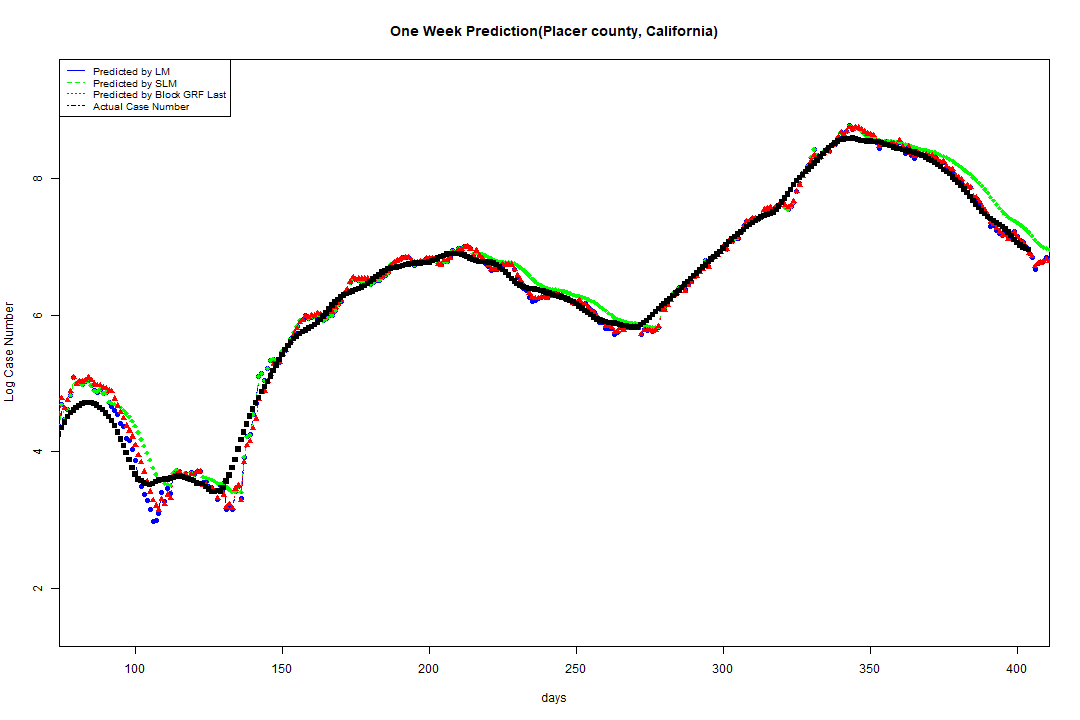 One Week Prediction(Placer county, California)
Predicted by LM
Predicted by SLM
Predicted by Block GRF Last
Actual Case Number
8
6
4
2
Log Case Number
100 150 200 250 300 350 400
days